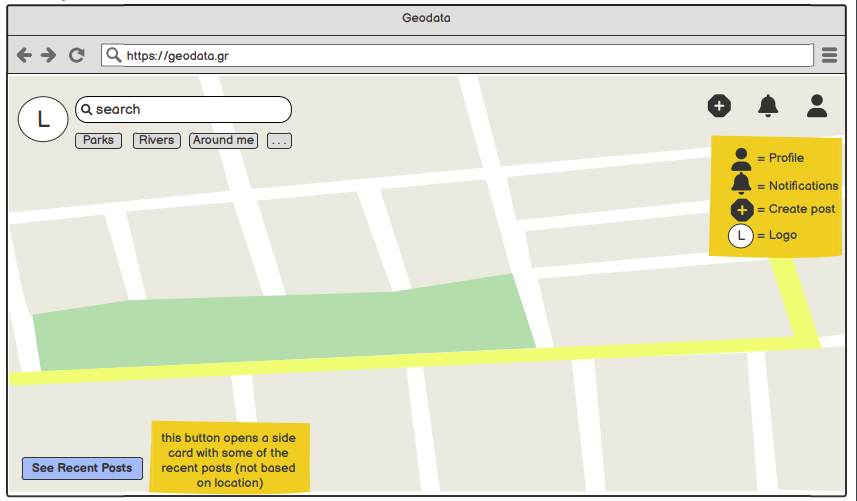 Geodata
https://geodata.gr
L
search
Parks
Rivers
Around me
...
= Profile
= Notifications
= Create post
L = Logo
this button opens a side
card with some of the
recent posts (not based
on location)
See Recent Posts